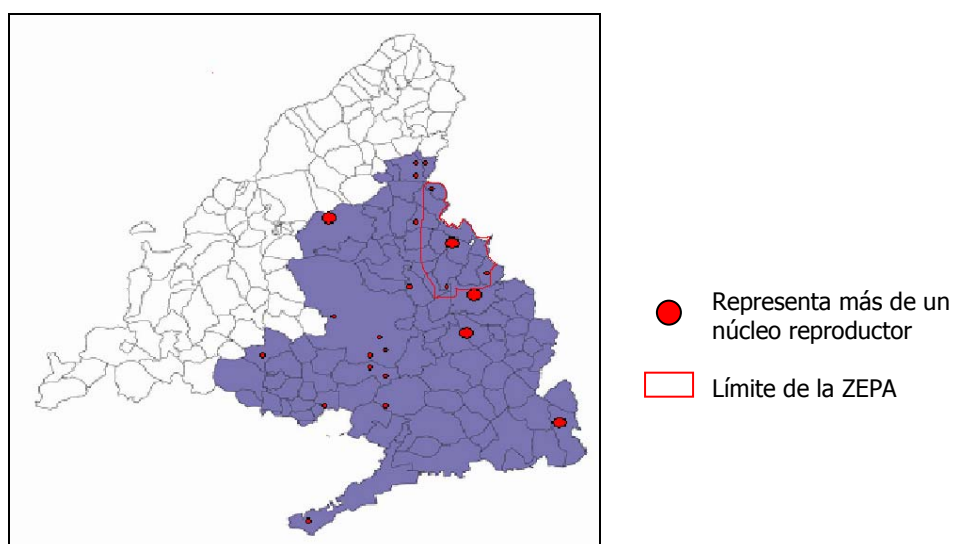 Representa más de un
núcleo reproductor
Límite de la ZEPA